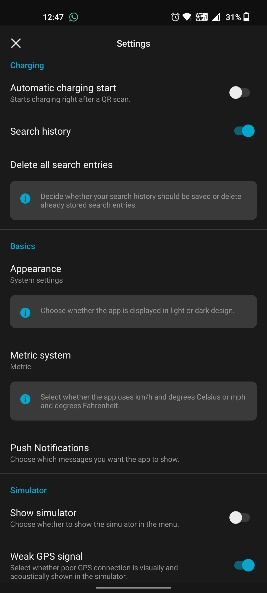 12:47
31%
Settings
Charging
Automatic charging start
Starts charging right after a QR scan.
Search history
Delete all search entries
Decide whether your search history should be saved or delete
already stored search entries.
Basics
Appearance
System settings
Choose whether the app is displayed in light or dark design.
Metric system
Metric
Select whether the app uses km/h and degrees Celsius or mph
and degrees Fahrenheit.
Push Notifications
Choose which messages you want the app to show.
Simulator
Show simulator
Choose whether to show the simulator in the menu.
Weak GPS signal
Select whether poor GPS connection is visually and
acoustically shown in the simulator.